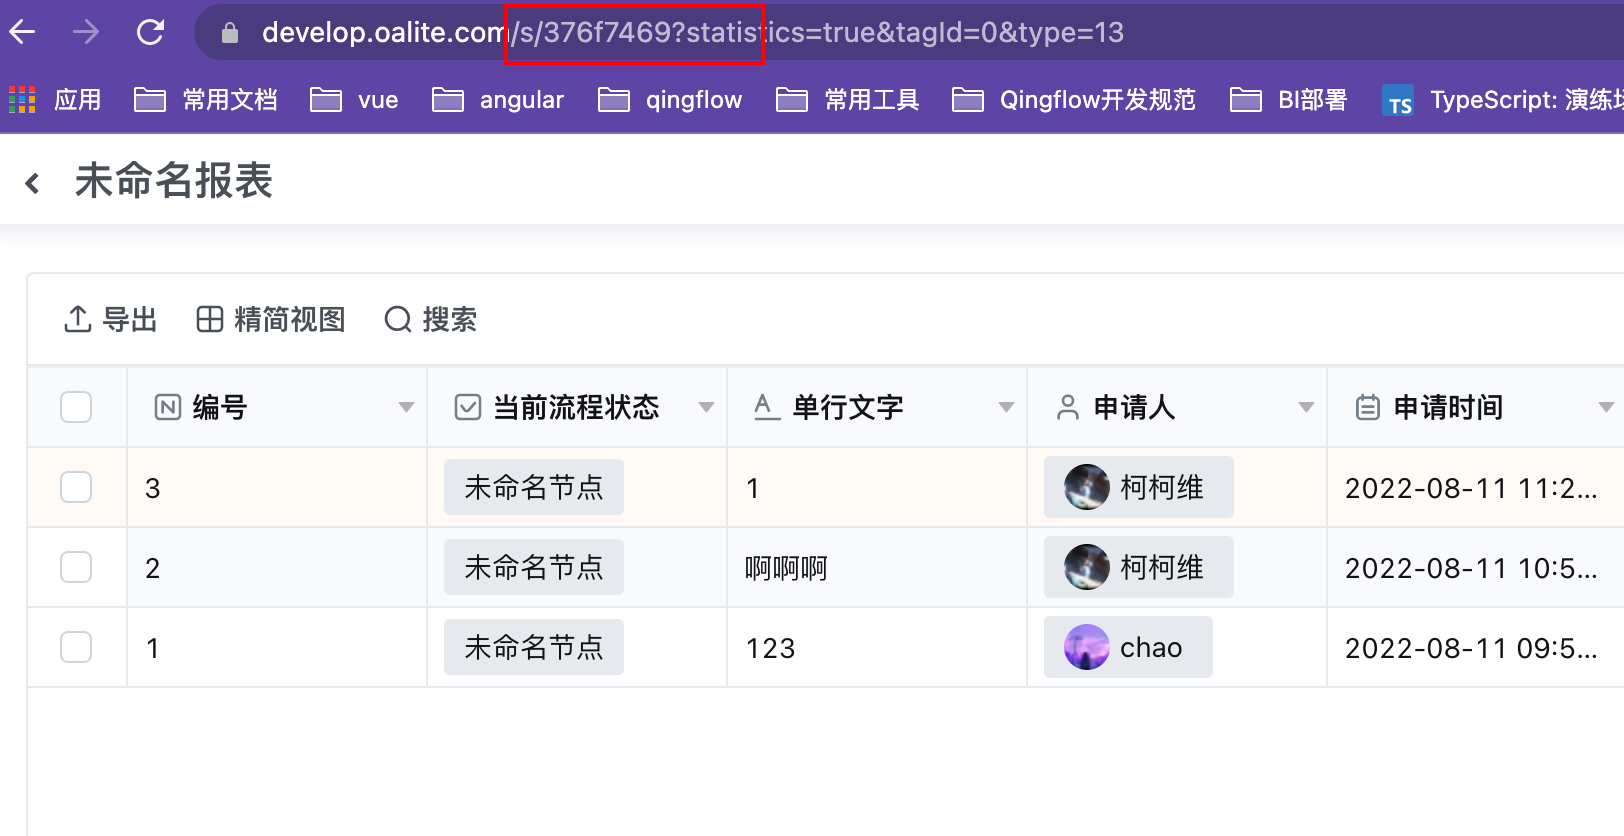 develop.oalite.com/s/376f7469?statistics=true&tagId=0&type=13
应用 常用文档 vue angular qingflow 常用工具 Qingflow开发规范 BI部署 TS TypeScript: 演练
未命名报表
导出 精简视图 搜索
编号 当前流程状态 单行文字 申请人 申请时间
3 未命名节点 1 柯柯维 2022-08-11 11:2...
2 未命名节点 啊啊啊 柯柯维 2022-08-11 10:5...
1 未命名节点 123 chao 2022-08-11 09:5...